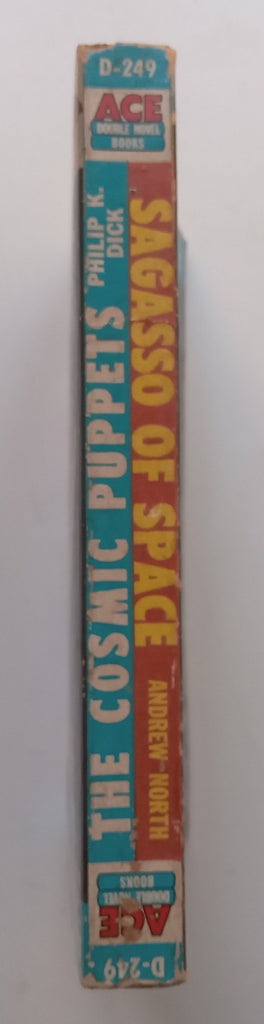 D-249
ACE
DOUBLE NOVEL
BOOKS
SAGASSO OF SPACE
ANDREW NORTH
THE COSMIC PUPPETS
PHILIP K.
DICK
ACE
DOUBLE NOVEL
BOOKS
D-249